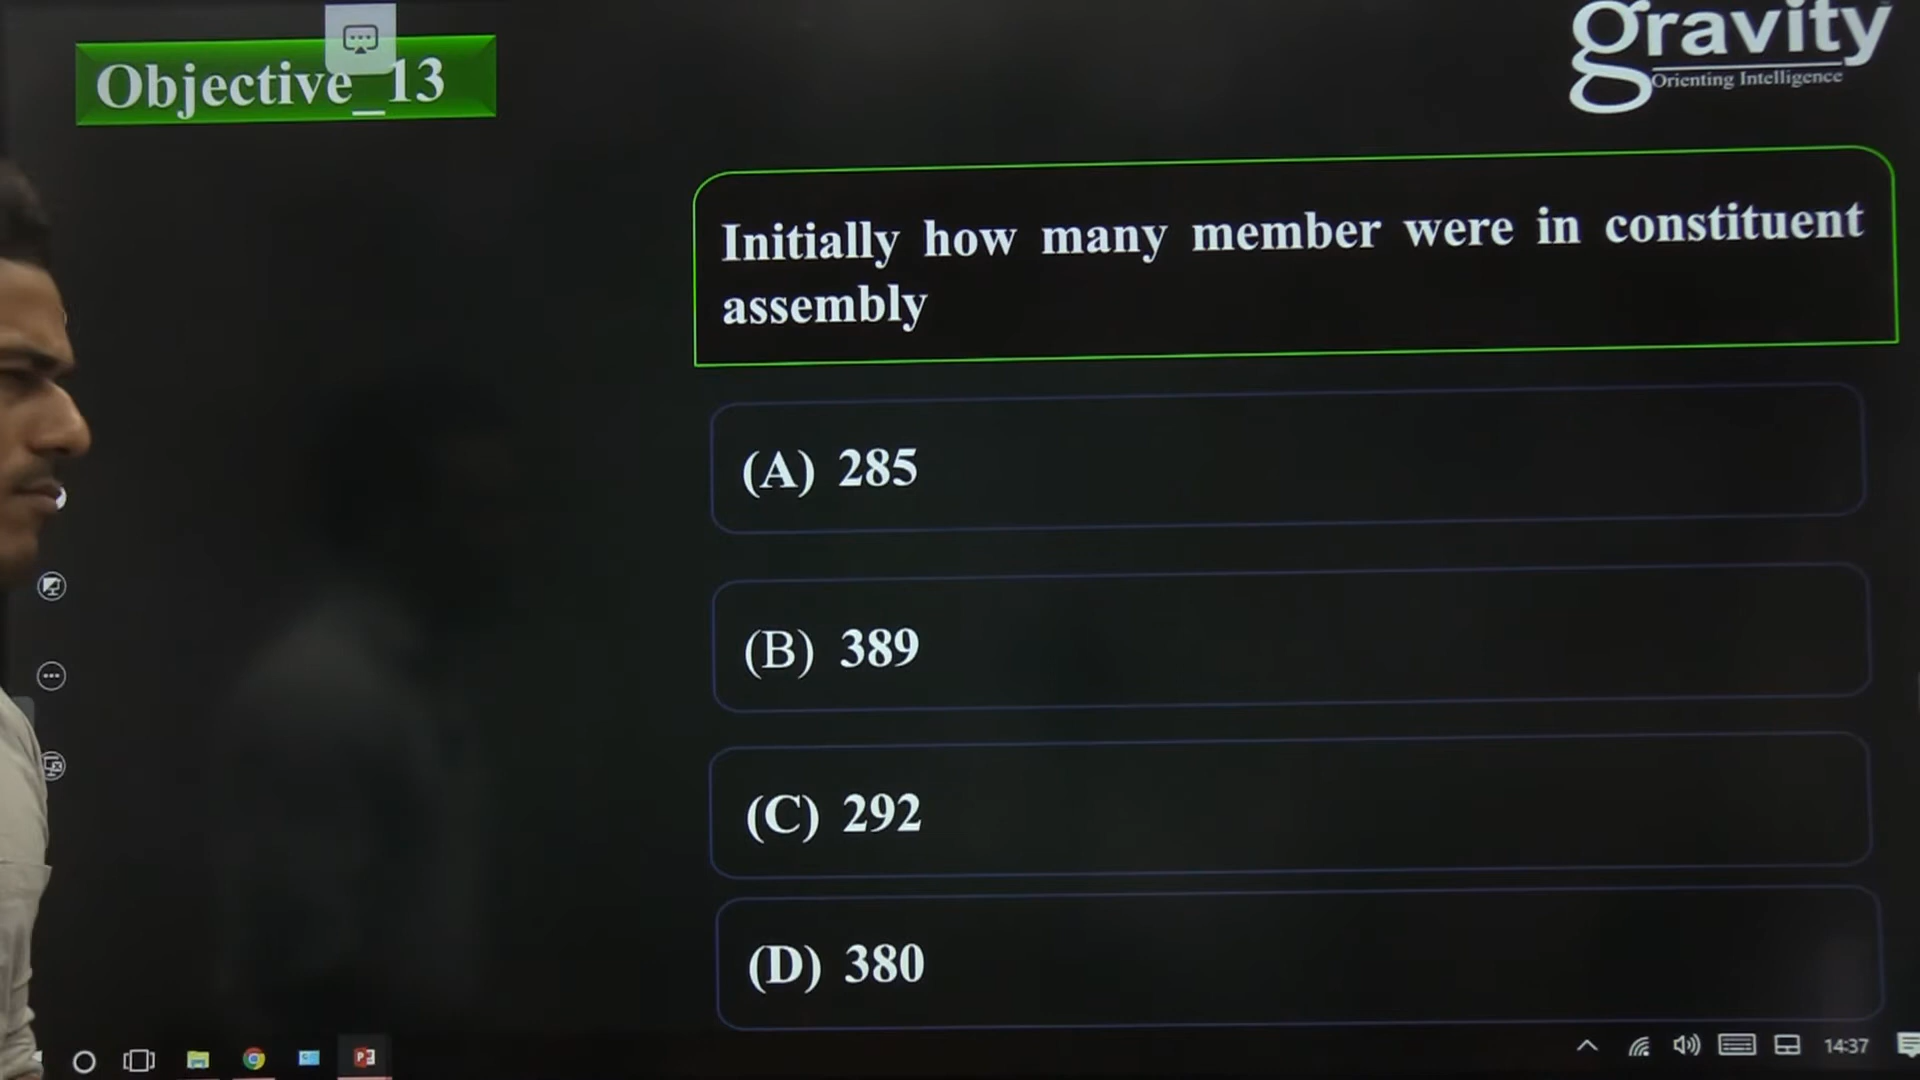 Objective_13
gravity
Orienting Intelligence
Initially how many member were in constituent
assembly
(A) 285
(B) 389
(C) 292
(D) 380
14:37